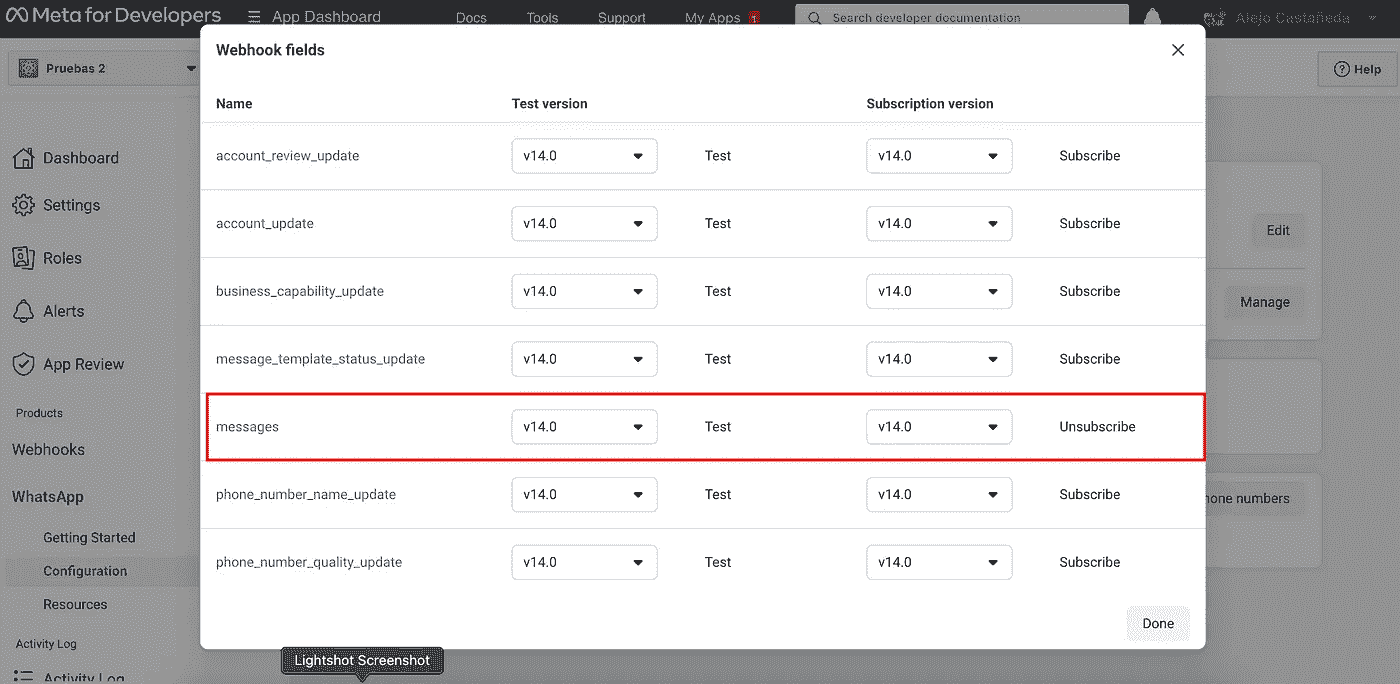 Meta for Developers
App Dashboard
Docs
Tools
Support
My Apps
1
Search developer documentation
Alejo Castañeda
Pruebas 2
Help
Dashboard
Settings
Roles
Alerts
App Review
Products
Webhooks
WhatsApp
Getting Started
Configuration
Resources
Activity Log
Activity Log
Webhook fields
Name Test version Subscription version
account_review_update v14.0 Test v14.0 Subscribe
account_update v14.0 Test v14.0 Subscribe
business_capability_update v14.0 Test v14.0 Subscribe
message_template_status_update v14.0 Test v14.0 Subscribe
messages v14.0 Test v14.0 Unsubscribe
phone_number_name_update v14.0 Test v14.0 Subscribe
phone_number_quality_update v14.0 Test v14.0 Subscribe
Done
Edit
Manage
hone numbers
Lightshot Screenshot